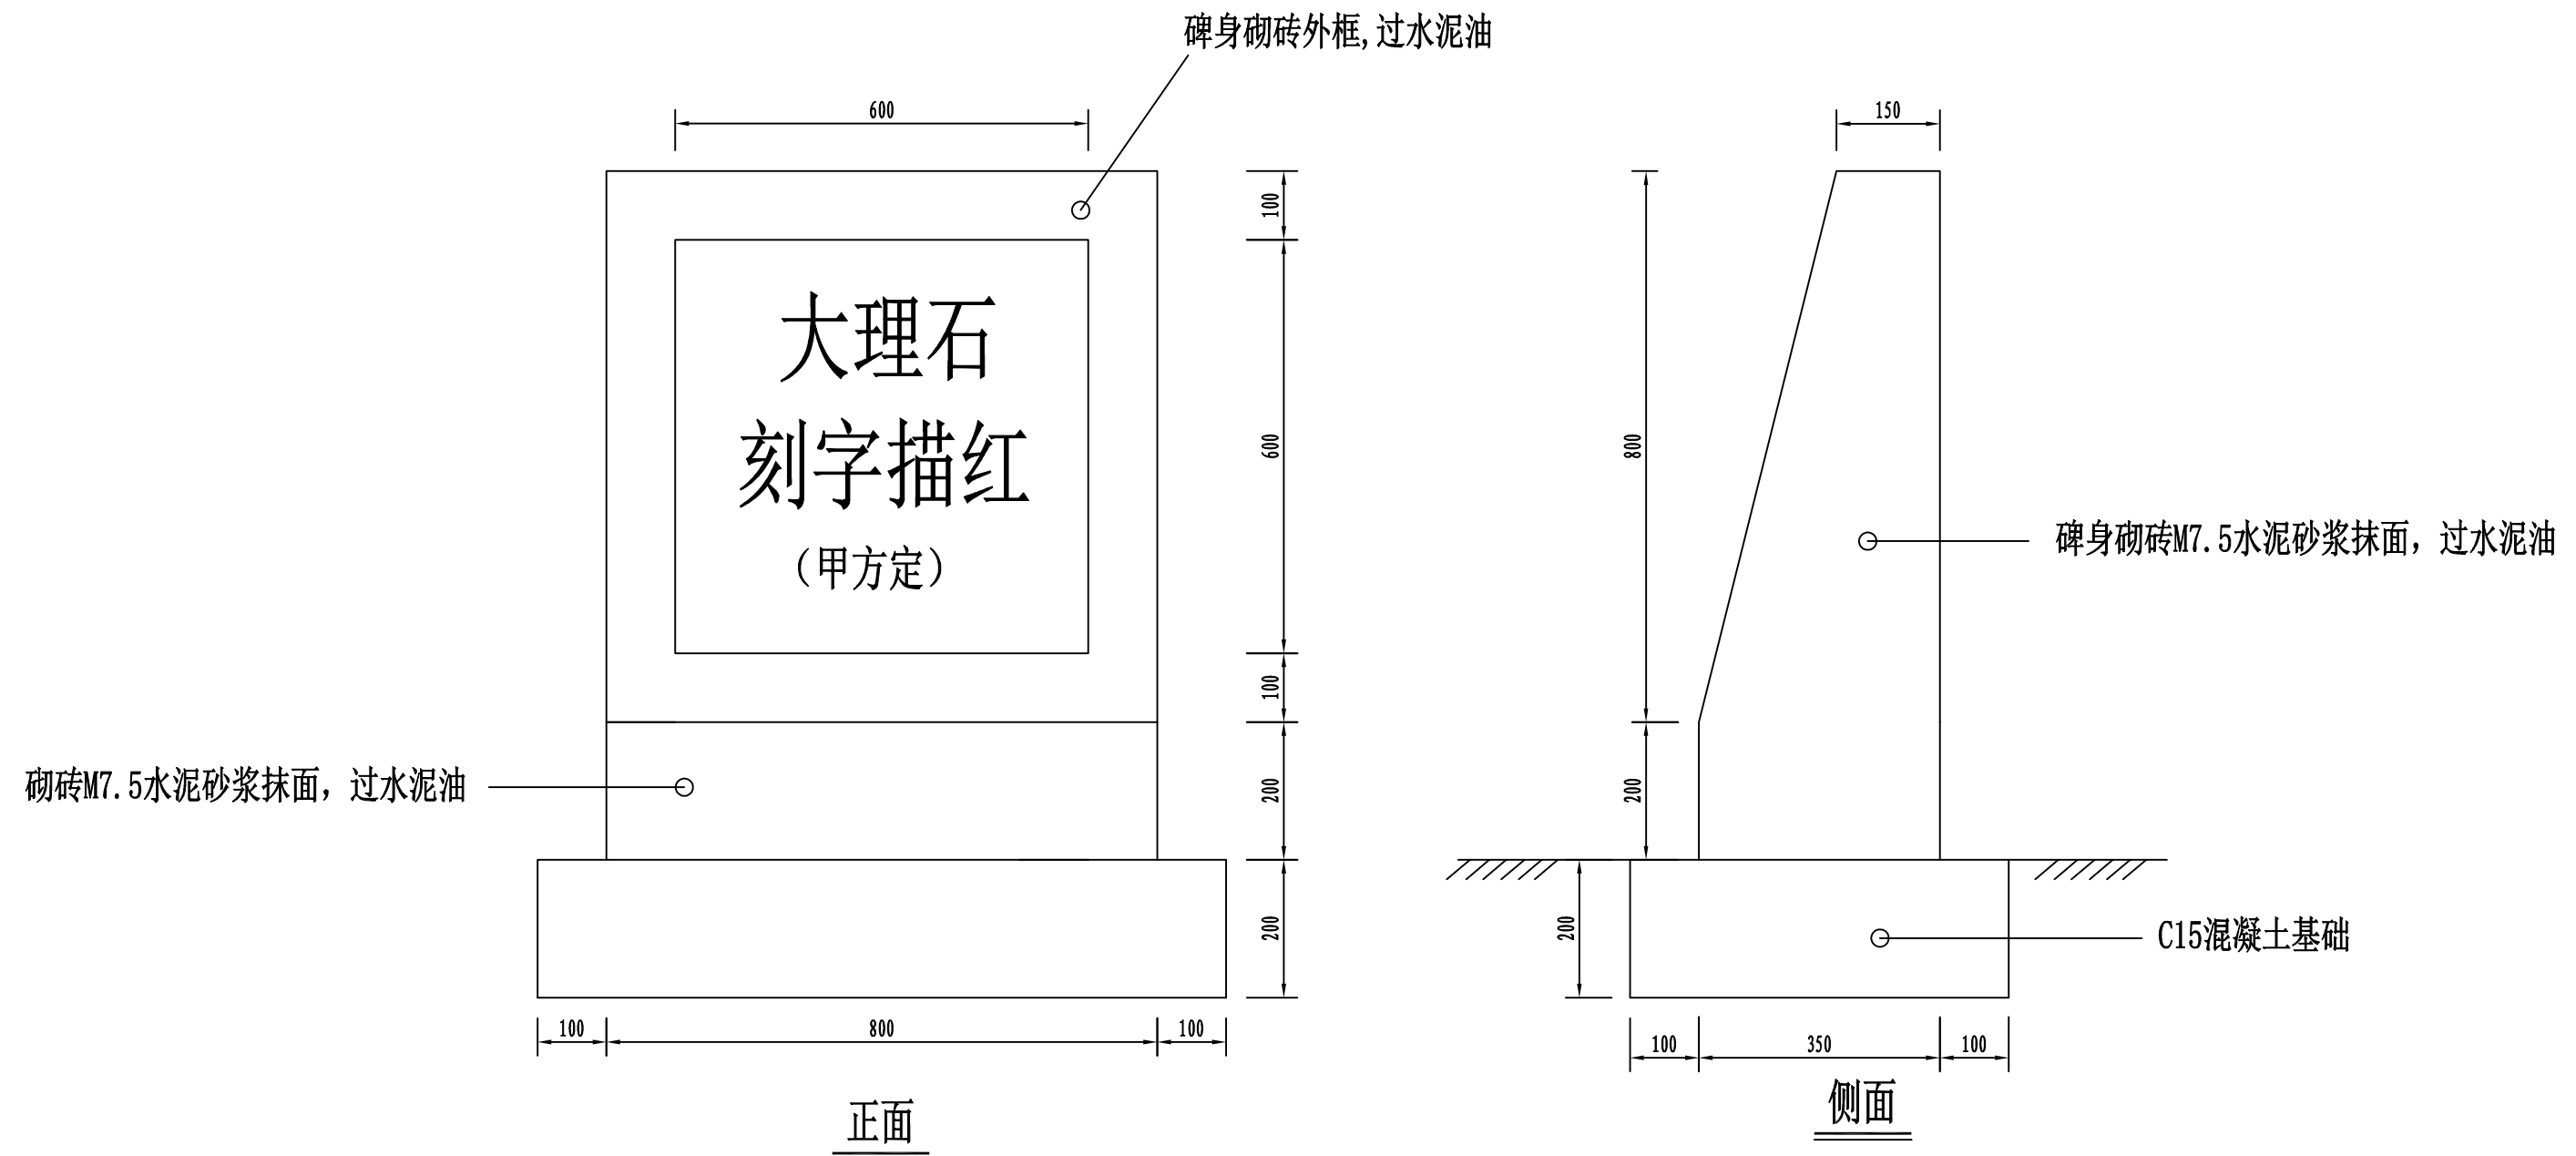 碑身砌砖外框,过水泥油
600
150
100
大理石
刻字描红
(甲方定)
600
800
碑身砌砖M7.5水泥砂浆抹面，过水泥油
100
砌砖M7.5水泥砂浆抹面，过水泥油
200
200
200
200
C15混凝土基础
100
800
100
100
350
100
正面
侧面